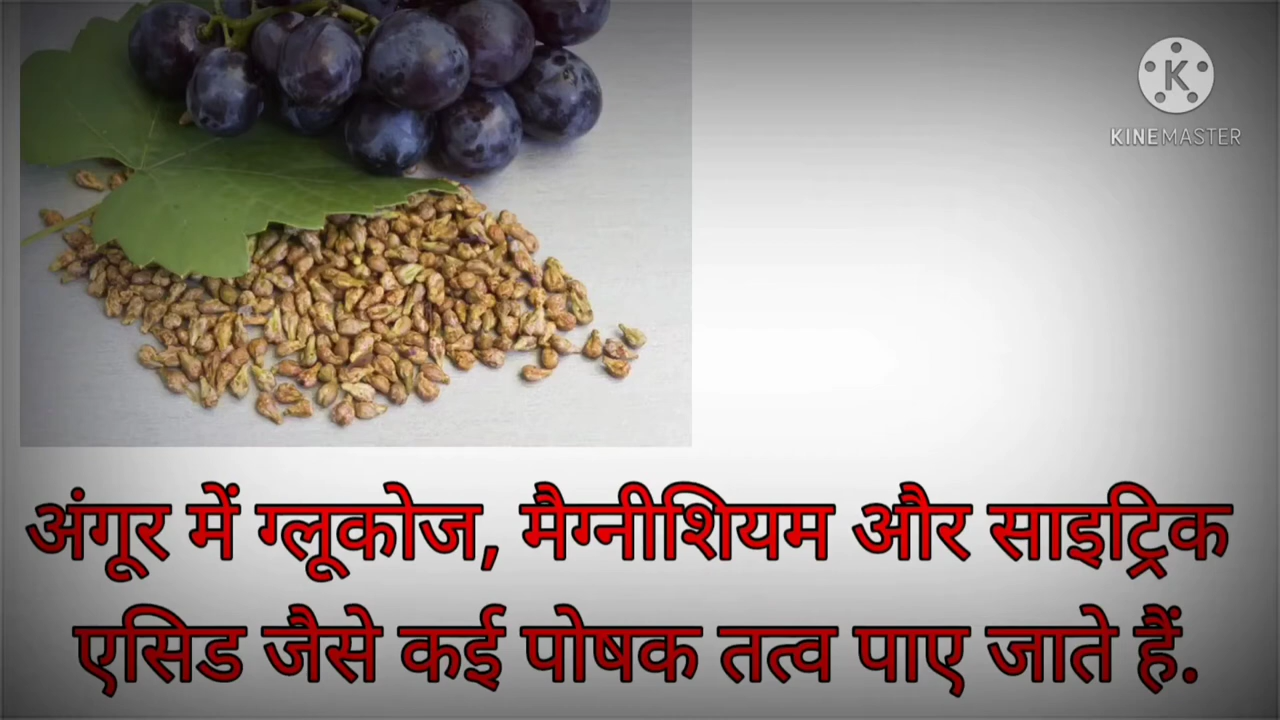 KINEMASTER
अंगूर में ग्लूकोज, मैग्नीशियम और साइट्रिक
एसिड जैसे कई पोषक तत्व पाए जाते हैं.